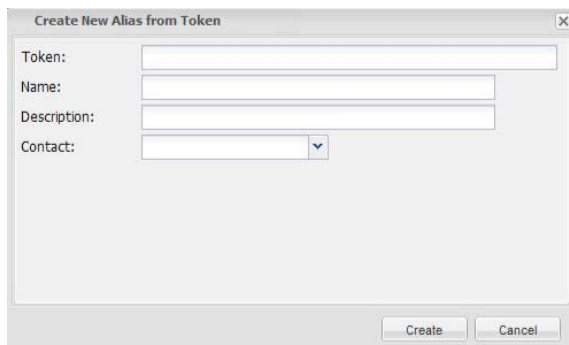 Create New Alias from Token
Token:
Name:
Description:
Contact:
Create Cancel